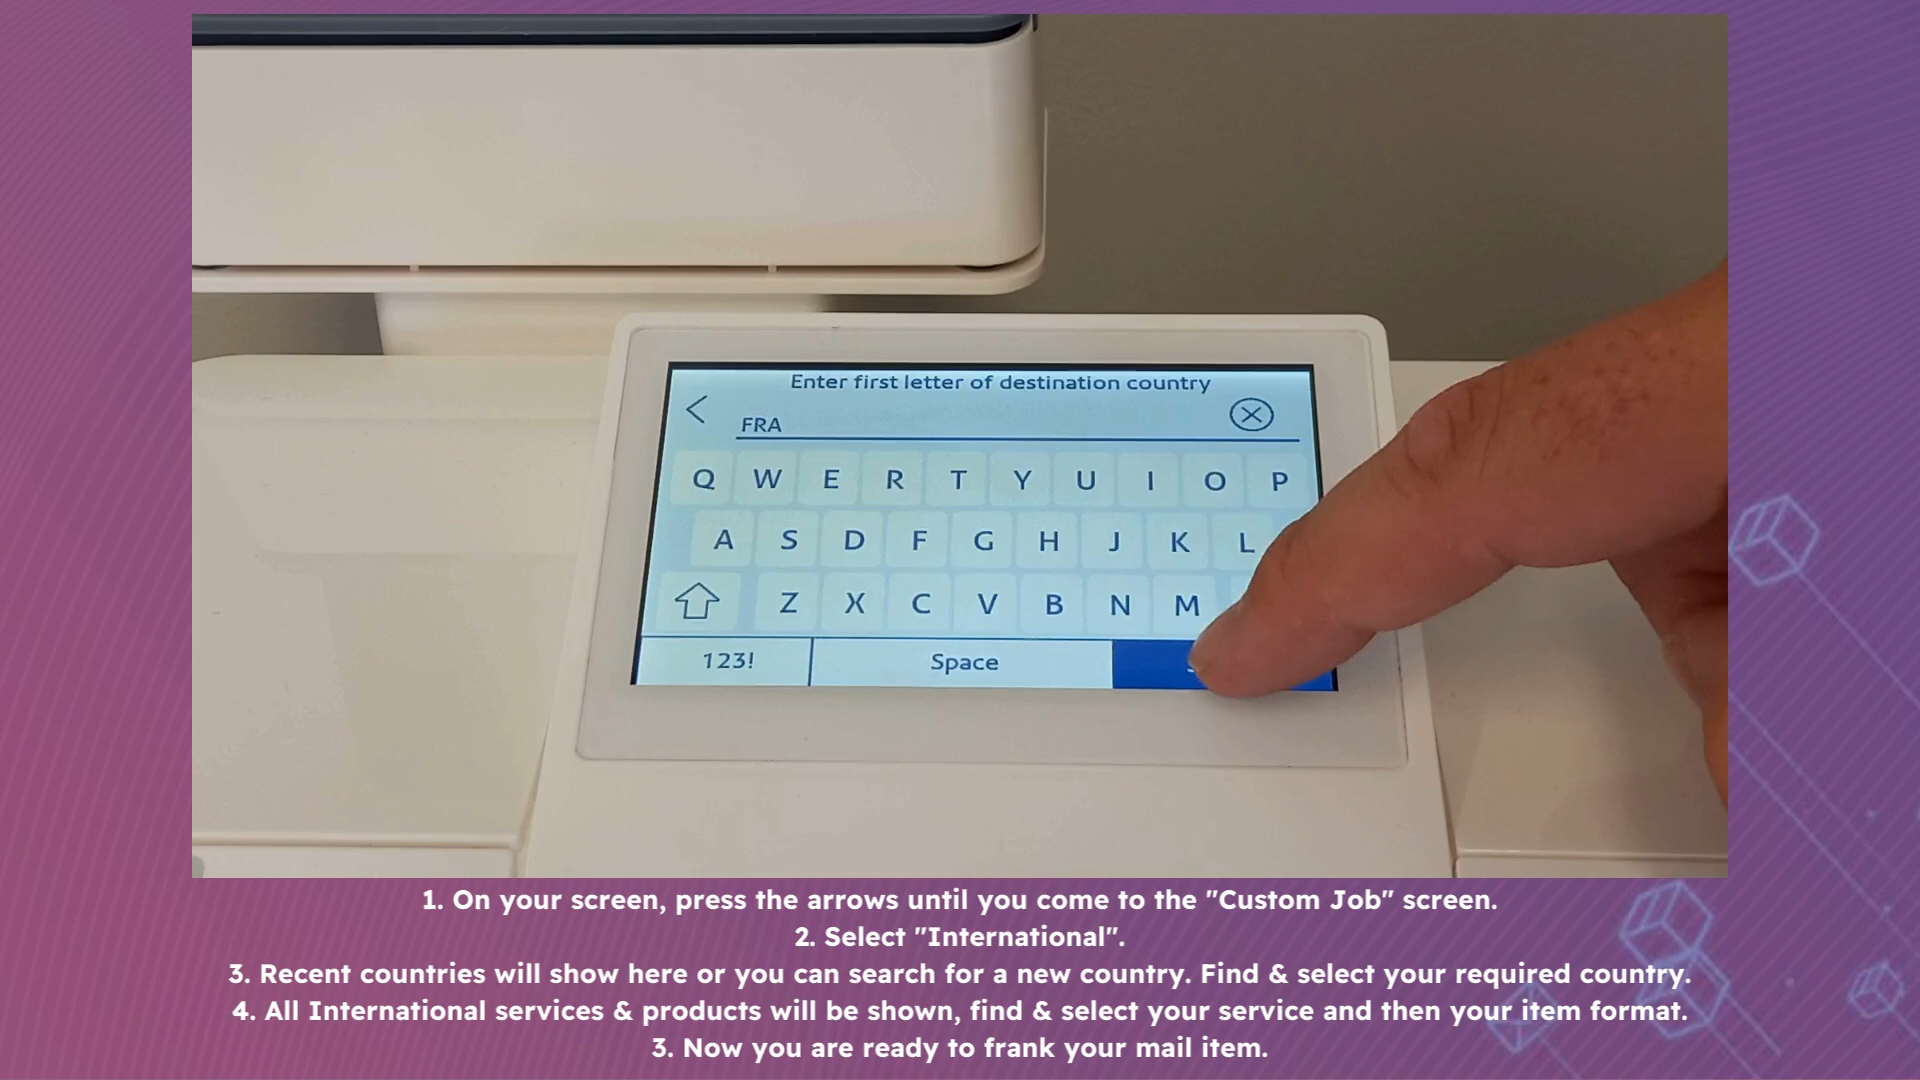 Enter first letter of destination country
FRA
Q W E R T Y U I O P
A S D F G H J K L
Z X C V B N M
123! Space
1. On your screen, press the arrows until you come to the "Custom Job" screen.
2. Select "International".
3. Recent countries will show here or you can search for a new country. Find & select your required country.
4. All International services & products will be shown, find & select your service and then your item format.
3. Now you are ready to frank your mail item.